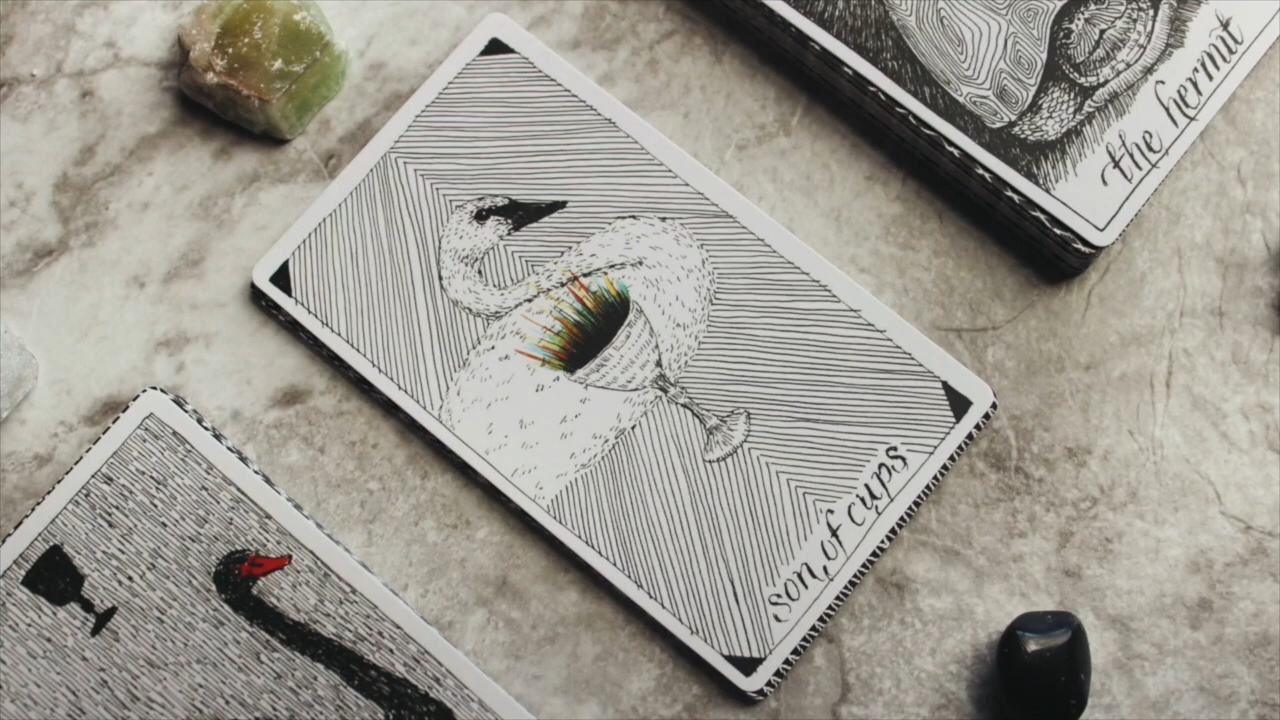 the hermit
son of cups